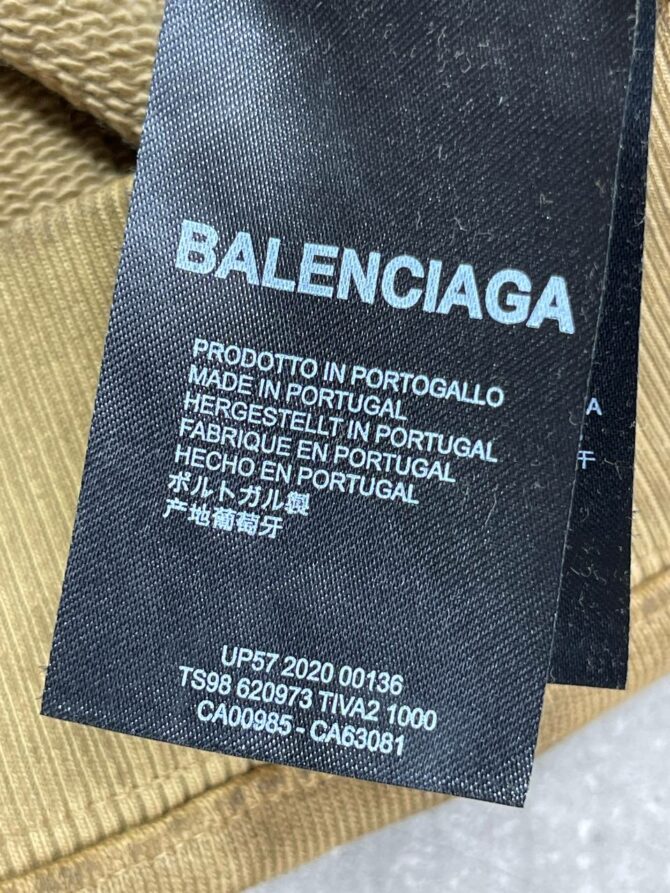 BALENCIAGA
PRODOTTO IN PORTOGALLO
MADE IN PORTUGAL
HERGESTELLT IN PORTUGAL
FABRIQUE EN PORTUGAL
HECHO EN PORTUGAL
ポルトガル製
产地葡萄牙
A
干
UP57 2020 00136
TS98 620973 TIVA2 1000
CA00985 - CA63081